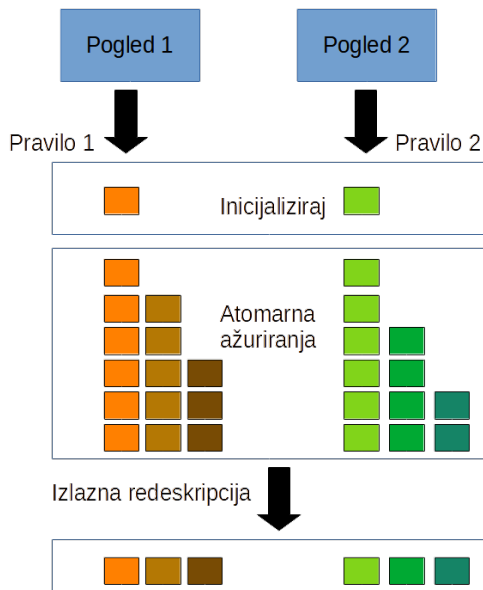 Pogled 1
Pogled 2
Pravilo 1
Pravilo 2
Inicijaliziraj
Atomarna
ažuriranja
Izlazna redeskripcija